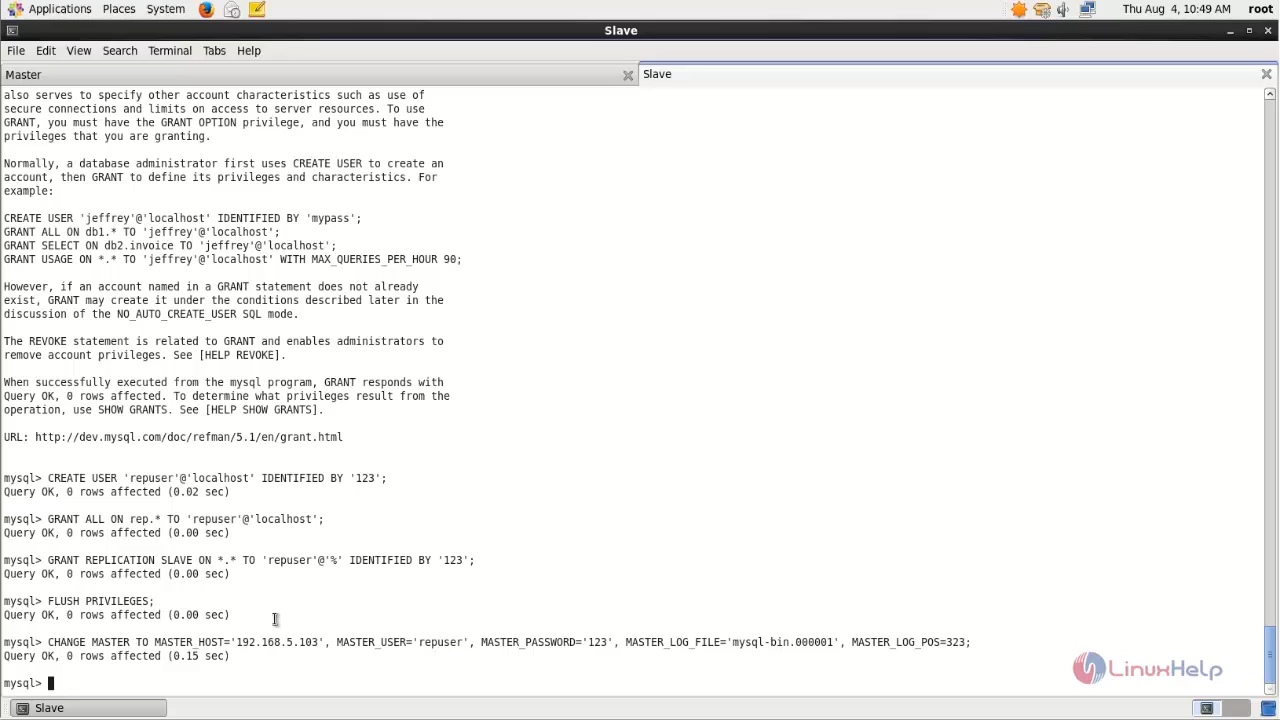 Applications Places System Thu Aug 4, 10:49 AM root
Slave
File Edit View Search Terminal Tabs Help
Master Slave
also serves to specify other account characteristics such as use of
secure connections and limits on access to server resources. To use
GRANT, you must have the GRANT OPTION privilege, and you must have the
privileges that you are granting.
Normally, a database administrator first uses CREATE USER to create an
account, then GRANT to define its privileges and characteristics. For
example:
CREATE USER 'jeffrey'@'localhost' IDENTIFIED BY 'mypass';
GRANT ALL ON db1.* TO 'jeffrey'@'localhost';
GRANT SELECT ON db2.invoice TO 'jeffrey'@'localhost';
GRANT USAGE ON *.* TO 'jeffrey'@'localhost' WITH MAX_QUERIES_PER_HOUR 90;
However, if an account named in a GRANT statement does not already
exist, GRANT may create it under the conditions described later in the
discussion of the NO_AUTO_CREATE_USER SQL mode.
The REVOKE statement is related to GRANT and enables administrators to
remove account privileges. See [HELP REVOKE].
When successfully executed from the mysql program, GRANT responds with
Query OK, 0 rows affected. To determine what privileges result from the
operation, use SHOW GRANTS. See [HELP SHOW GRANTS].
URL: http://dev.mysql.com/doc/refman/5.1/en/grant.html
mysql> CREATE USER 'repuser'@'localhost' IDENTIFIED BY '123';
Query OK, 0 rows affected (0.02 sec)
mysql> GRANT ALL ON rep.* TO 'repuser'@'localhost';
Query OK, 0 rows affected (0.00 sec)
mysql> GRANT REPLICATION SLAVE ON *.* TO 'repuser'@'%' IDENTIFIED BY '123';
Query OK, 0 rows affected (0.00 sec)
mysql> FLUSH PRIVILEGES;
Query OK, 0 rows affected (0.00 sec)
mysql> CHANGE MASTER TO MASTER_HOST='192.168.5.103', MASTER_USER='repuser', MASTER_PASSWORD='123', MASTER_LOG_FILE='mysql-bin.000001', MASTER_LOG_POS=323;
Query OK, 0 rows affected (0.15 sec)
mysql>
LinuxHelp
Slave